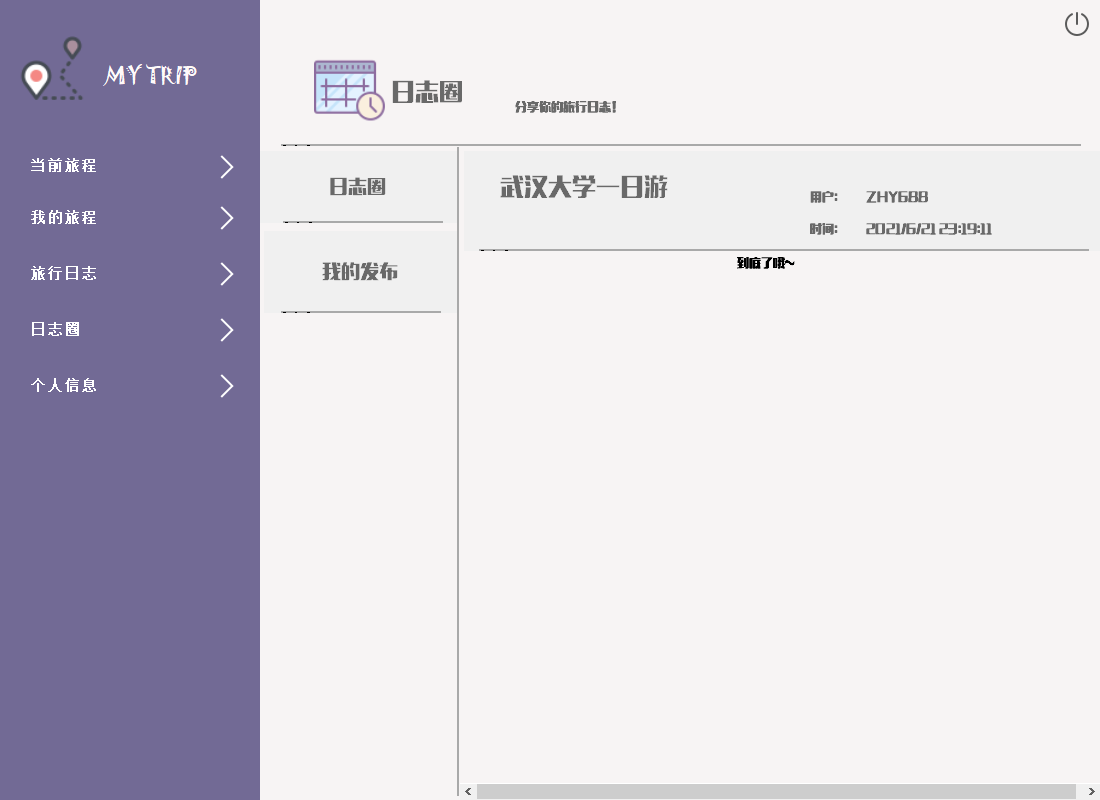 MY TRIP
当前旅程
我的旅程
旅行日志
日志圈
个人信息
日志圈
分享你的旅行日志!
日志圈
我的发布
武汉大学一日游
用户: ZHY688
时间: 2021/6/21 23:19:11
到底了哦~